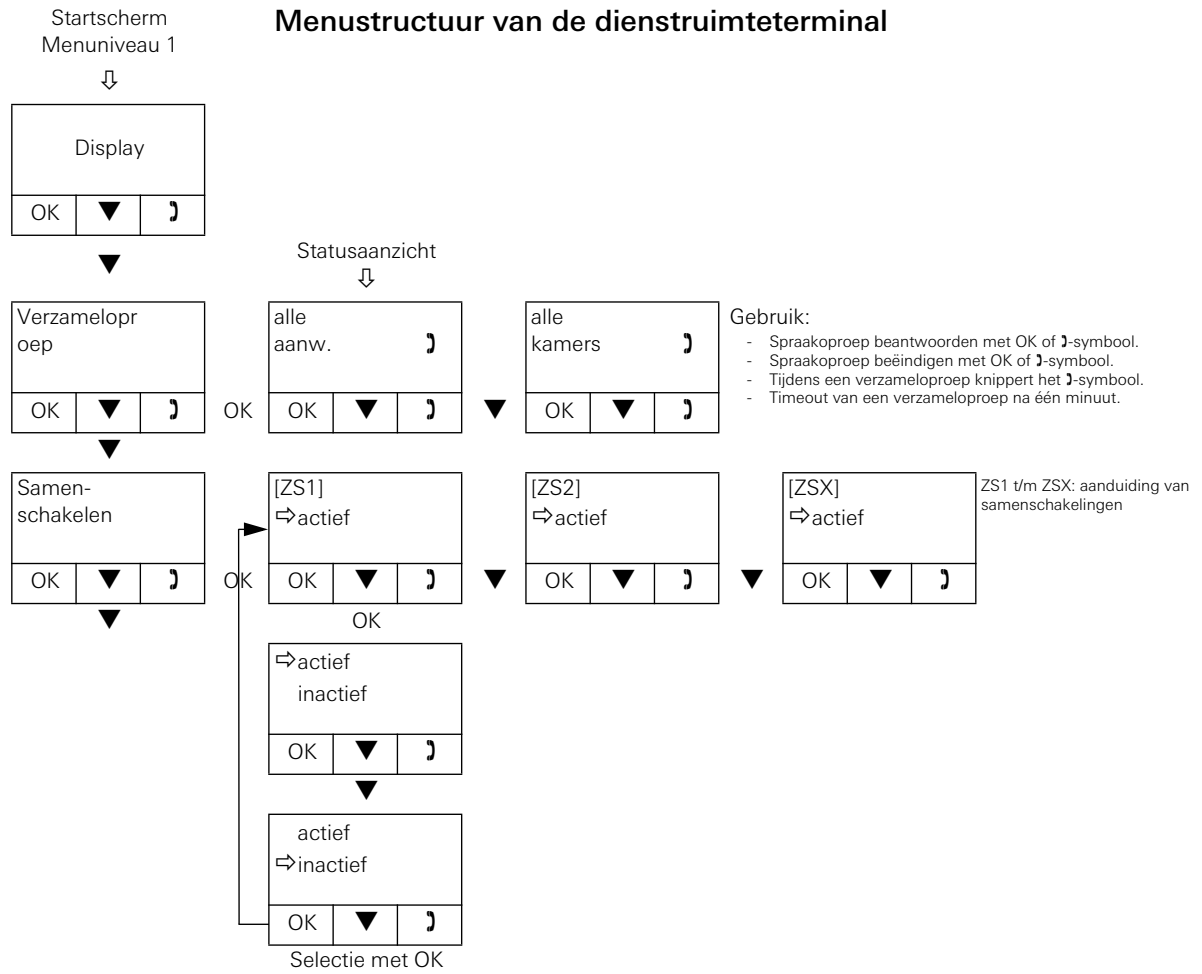 Menustructuur van de dienstruimteterminal
Startscherm
Menuniveau 1
⇩
Display
OK ▼
▼
Statusaanzicht
⇩
Verzamelopr
oep
OK ▼
OK
alle
aanw.
OK ▼
▼
alle
kamers
OK ▼
Gebruik:
- Spraakoproep beantwoorden met OK of -symbool.
- Spraakoproep beëindigen met OK of -symbool.
- Tijdens een verzameloproep knippert het -symbool.
- Timeout van een verzameloproep na één minuut.
▼
Samen-
schakelen
OK ▼
OK
[ZS1]
⇨actief
OK ▼
▼
[ZS2]
⇨actief
OK ▼
▼
[ZSX]
⇨actief
OK ▼
ZS1 t/m ZSX: aanduiding van
samenschakelingen
▼
OK
⇨actief
inactief
OK ▼
▼
actief
⇨inactief
OK ▼
Selectie met OK